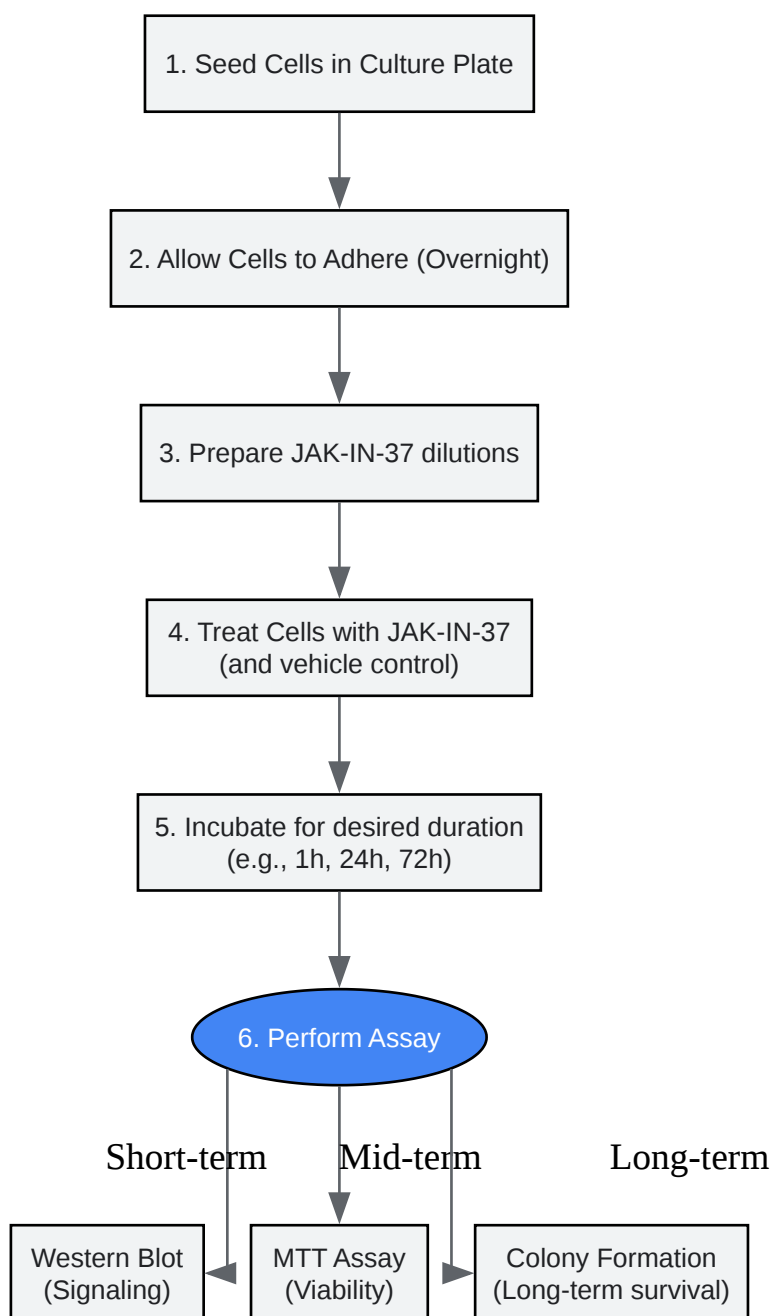 1. Seed Cells in Culture Plate
2. Allow Cells to Adhere (Overnight)
3. Prepare JAK-IN-37 dilutions
4. Treat Cells with JAK-IN-37
(and vehicle control)
5. Incubate for desired duration
(e.g., 1h, 24h, 72h)
6. Perform Assay
Short-term
Mid-term
Long-term
Western Blot
(Signaling)
MTT Assay
(Viability)
Colony Formation
(Long-term survival)